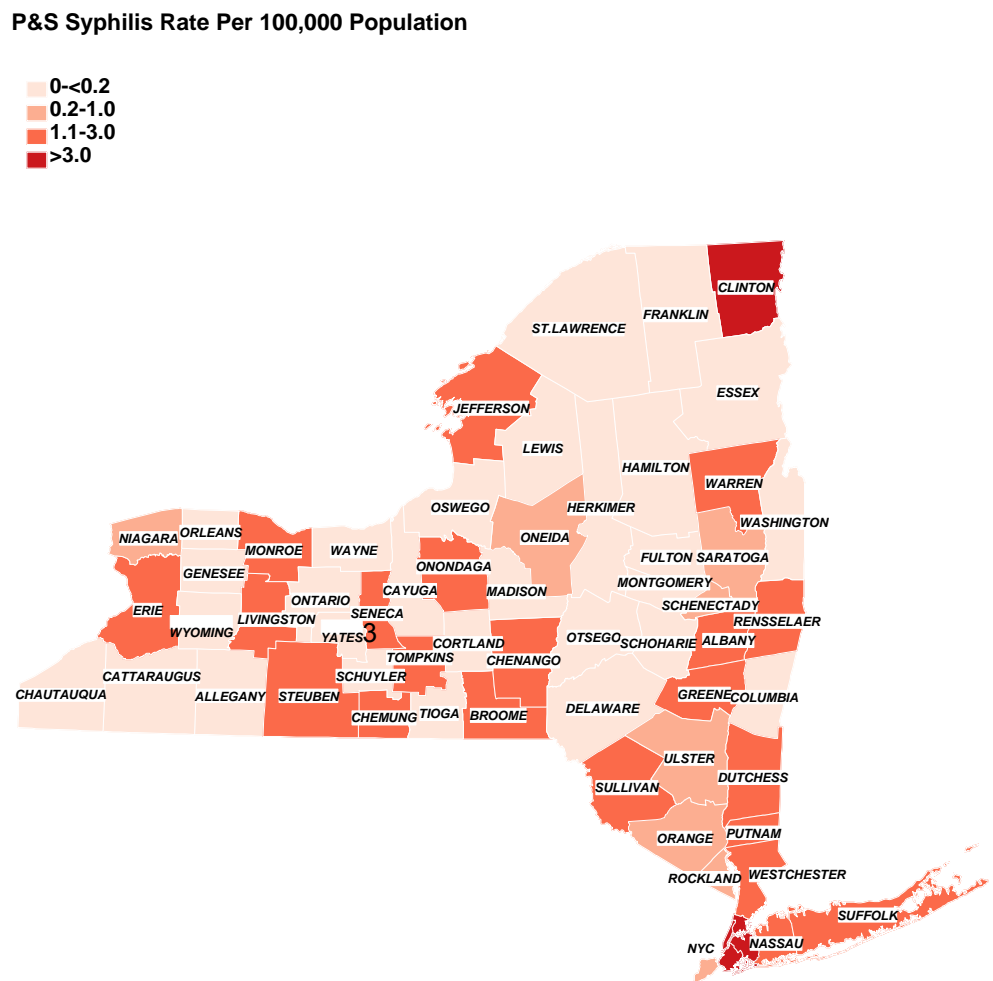 P&S Syphilis Rate Per 100,000 Population
0-<0.2
0.2-1.0
1.1-3.0
>3.0
CLINTON
FRANKLIN
ST.LAWRENCE
ESSEX
JEFFERSON
LEWIS
HAMILTON
WARREN
OSWEGO
HERKIMER
WASHINGTON
NIAGARA
ORLEANS
MONROE
WAYNE
ONEIDA
FULTON
SARATOGA
GENESEE
ONONDAGA
MONTGOMERY
ONTARIO
CAYUGA
MADISON
SCHENECTADY
ERIE
SENECA
LIVINGSTON
RENSSELAER
WYOMING
YATES
3
CORTLAND
OTSEGO
SCHOHARIE
ALBANY
TOMPKINS
CHENANGO
CATTARAUGUS
SCHUYLER
CHAUTAUQUA
ALLEGANY
STEUBEN
GREENE
COLUMBIA
CHEMUNG
TIOGA
BROOME
DELAWARE
ULSTER
DUTCHESS
SULLIVAN
PUTNAM
ORANGE
ROCKLAND
WESTCHESTER
SUFFOLK
NYC
NASSAU